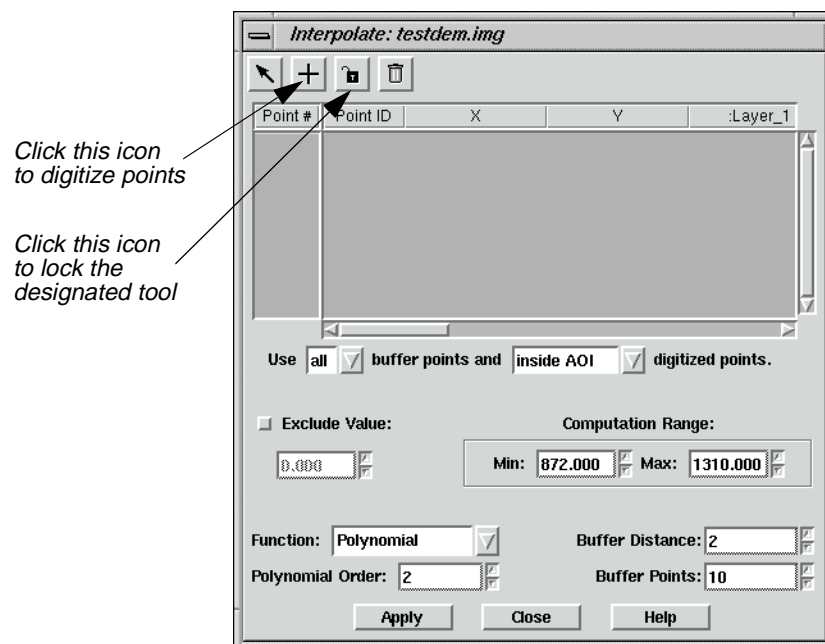 Interpolate: testdem.img
Point # Point ID X Y :Layer_1
Click this icon
to digitize points
Click this icon
to lock the
designated tool
Use all buffer points and inside AOI digitized points.
Exclude Value: Computation Range:
0.000 Min: 872.000 Max: 1310.000
Function: Polynomial Buffer Distance: 2
Polynomial Order: 2 Buffer Points: 10
Apply Close Help